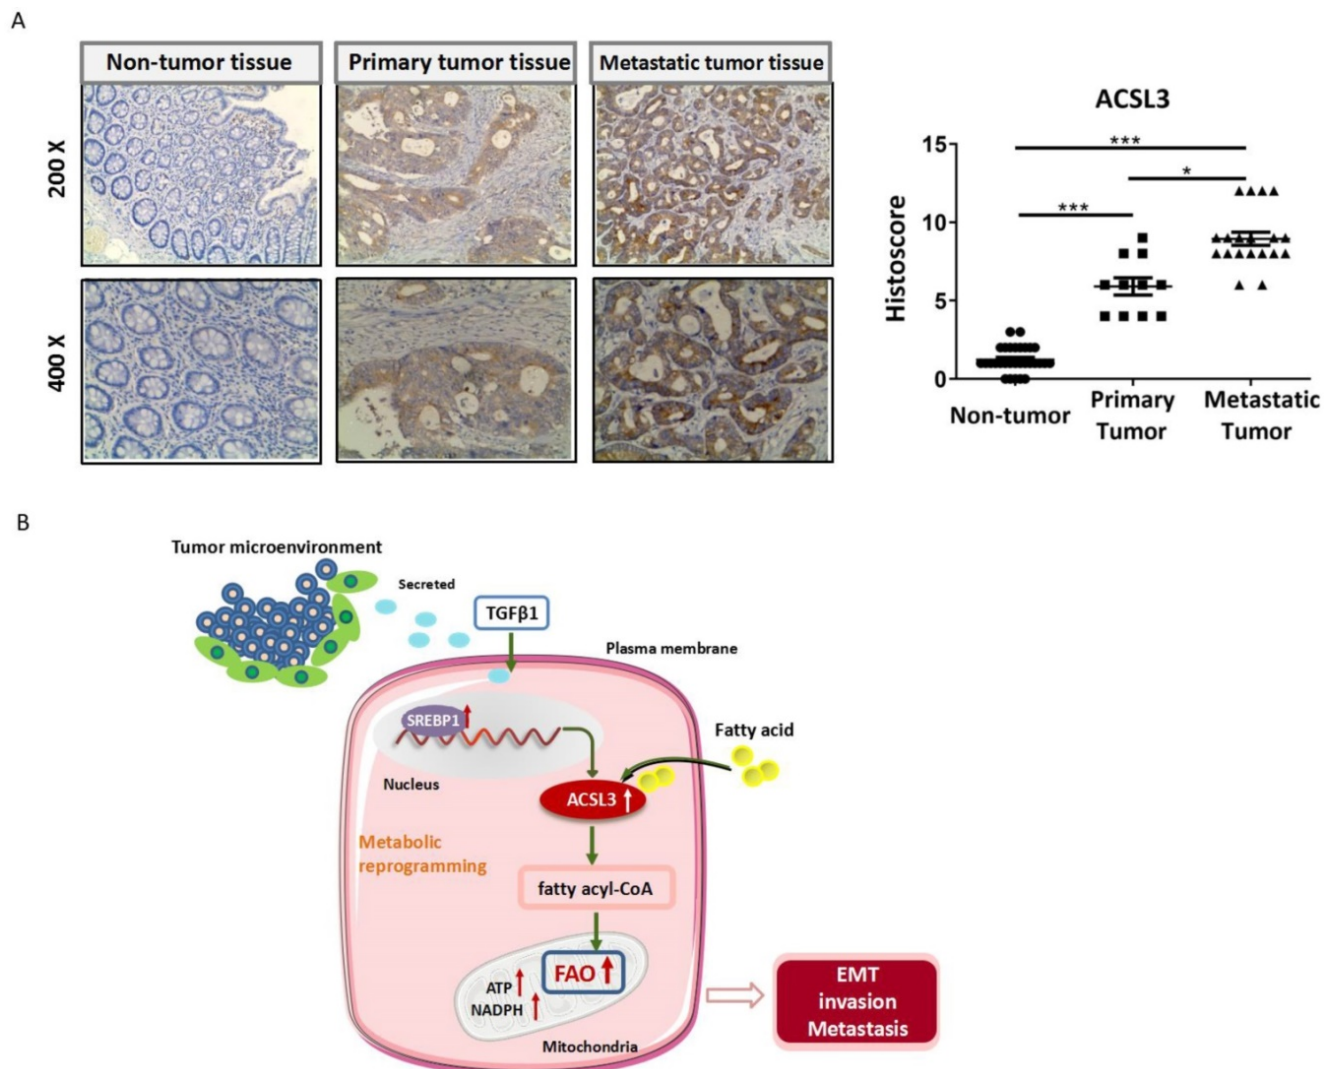 A
Non-tumor tissue
Primary tumor tissue
Metastatic tumor tissue
200 X
400 X
ACSL3
Histoscore
15
10
5
0
***
*
***
Non-tumor
Primary
Tumor
Metastatic
Tumor
B
Tumor microenvironment
Secreted
TGFβ1
Plasma membrane
SREBP1
Nucleus
Fatty acid
ACSL3
Metabolic
reprogramming
fatty acyl-CoA
FAO
ATP
NADPH
Mitochondria
EMT
invasion
Metastasis